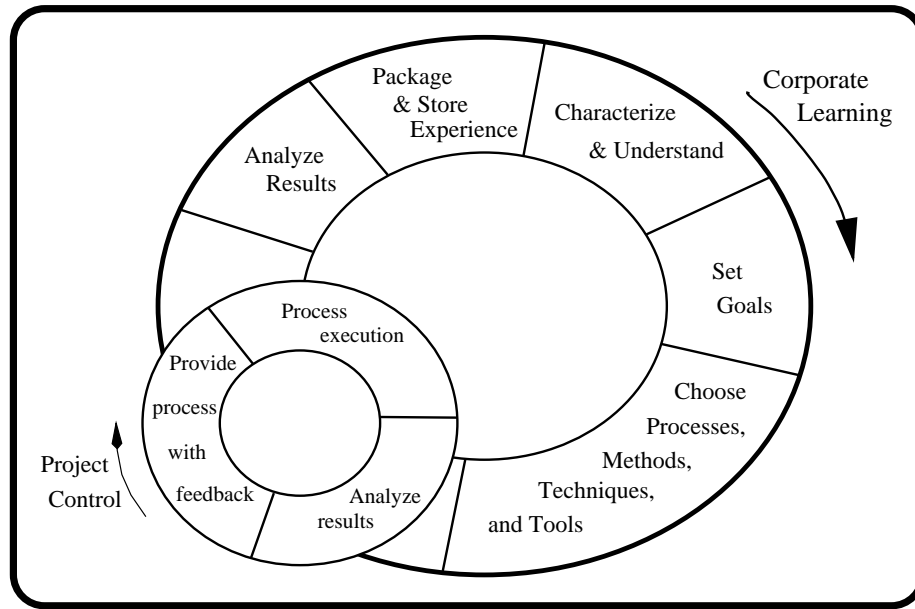 Package
& Store
Experience
Characterize
& Understand
Corporate
Learning
Analyze
Results
Set
Goals
Process
execution
Provide
process
with
feedback
Choose
Processes,
Methods,
Techniques,
and Tools
Project
Control
Analyze
results